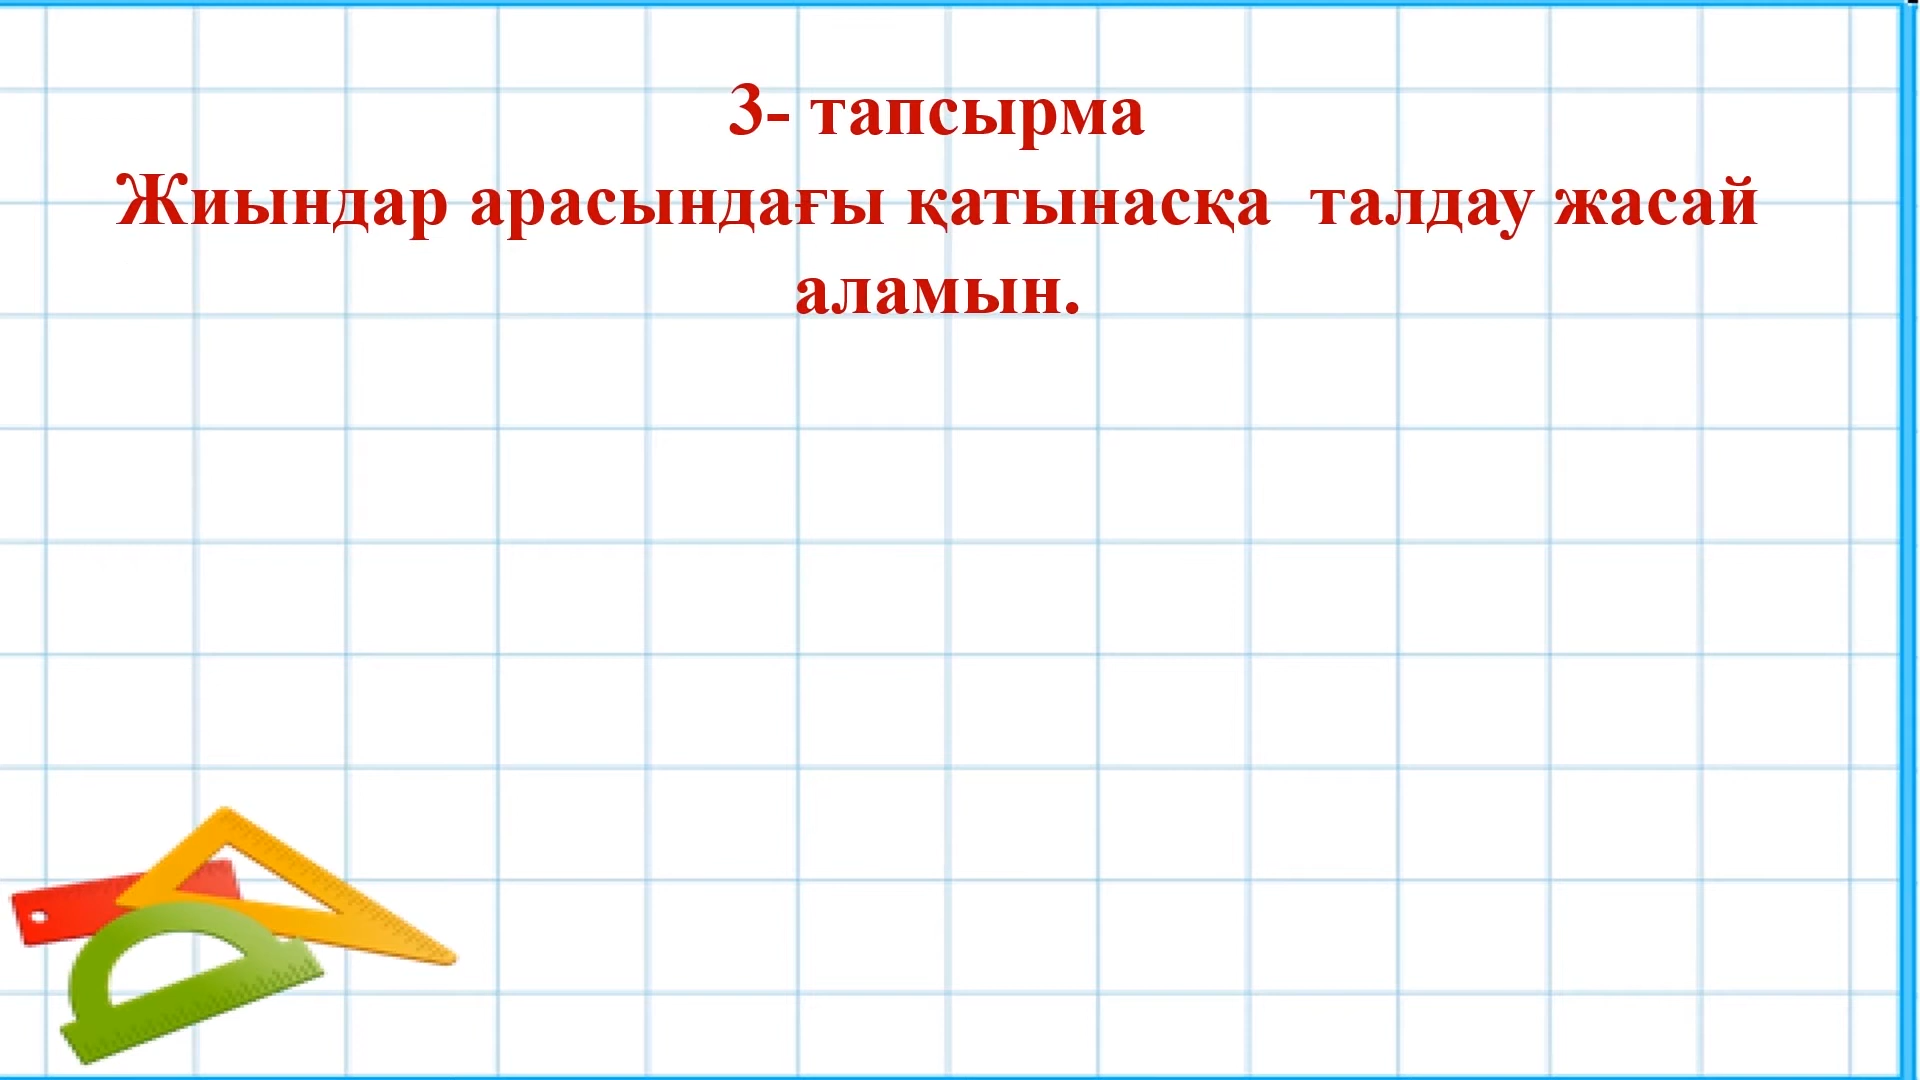 3- тапсырма
Жиындар арасындағы қатынасқа  талдау жасай
аламын.